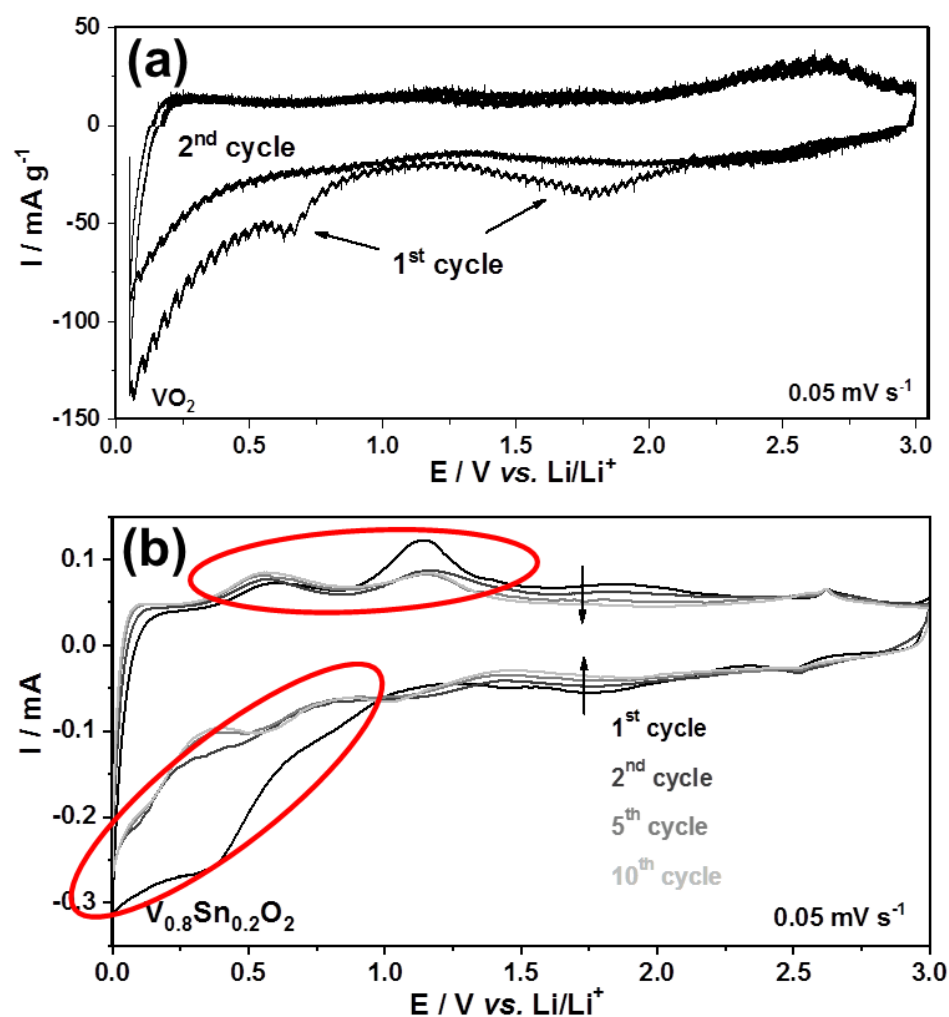 (a)
50
0
-50
-100
-150
I / mA g⁻¹
2ⁿᵈ cycle
1ˢᵗ cycle
VO₂
0.05 mV s⁻¹
0.0 0.5 1.0 1.5 2.0 2.5 3.0
E / V vs. Li/Li⁺
(b)
0.1
0.0
-0.1
-0.2
-0.3
I / mA
1ˢᵗ cycle
2ⁿᵈ cycle
5ᵗʰ cycle
10ᵗʰ cycle
V₀.₈Sn₀.₂O₂
0.05 mV s⁻¹
0.0 0.5 1.0 1.5 2.0 2.5 3.0
E / V vs. Li/Li⁺